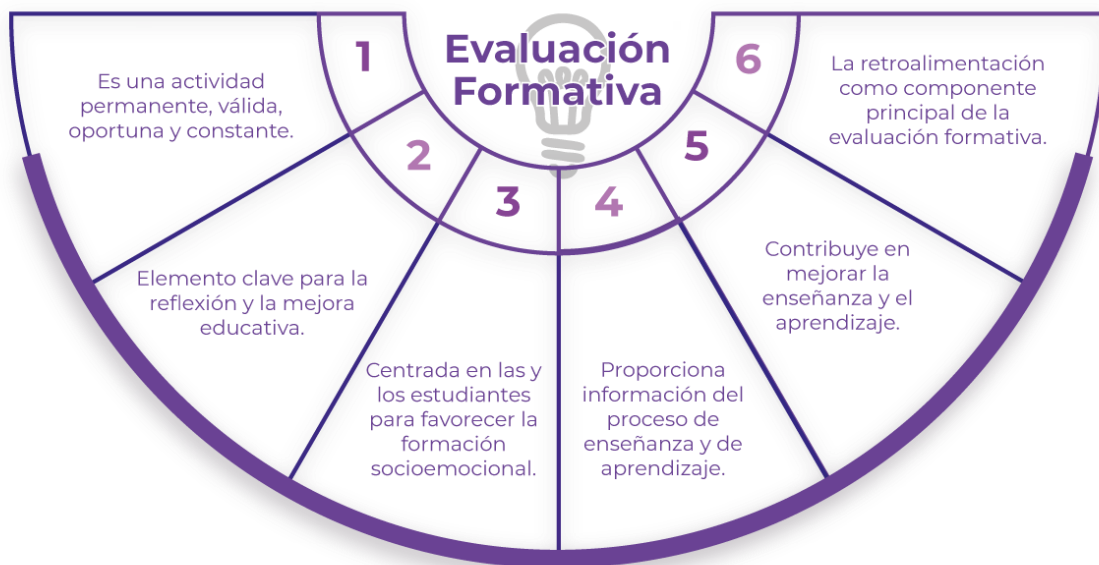 Evaluación
Formativa
1
Es una actividad
permanente, válida,
oportuna y constante.
2
Elemento clave para la
reflexión y la mejora
educativa.
3
Centrada en las y
los estudiantes
para favorecer la
formación
socioemocional.
4
Proporciona
información del
proceso de
enseñanza y de
aprendizaje.
5
Contribuye en
mejorar la
enseñanza y el
aprendizaje.
6
La retroalimentación
como componente
principal de la
evaluación formativa.